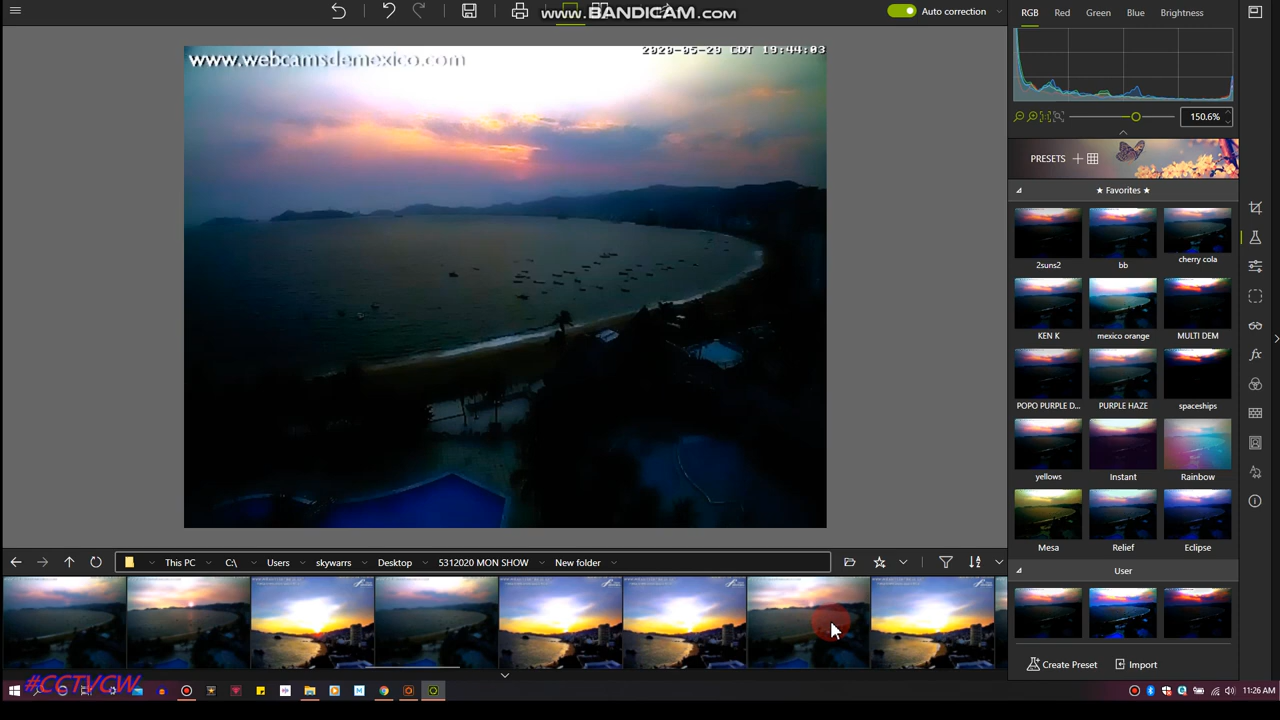 www.BANDICAM.com
Auto correction
RGB Red Green Blue Brightness
www.webcamsdemexico.com
2020-05-29 CDT 19:44:03
150.6%
PRESETS
★ Favorites ★
2suns2 bb cherry cola
KEN K mexico orange MULTI DEM
POPO PURPLE D... PURPLE HAZE spaceships
yellows Instant Rainbow
Mesa Relief Eclipse
User
This PC C:\ Users skywarrs Desktop 5312020 MON SHOW New folder
Create Preset Import
#CCTVCW
11:26 AM